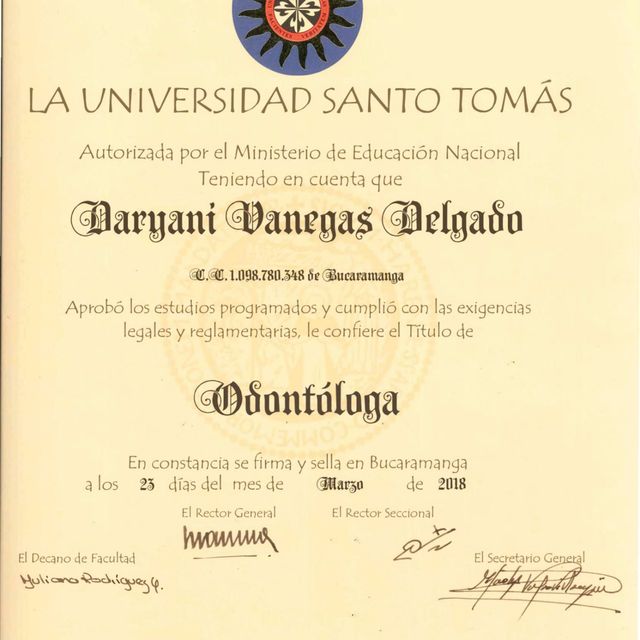 FACIENTES VERITATEM
LA UNIVERSIDAD SANTO TOMÁS
Autorizada por el Ministerio de Educación Nacional
Teniendo en cuenta que
Daryani Vanegas Delgado
C.C. 1.098.780.348 de Bucaramanga
Aprobó los estudios programados y cumplió con las exigencias
legales y reglamentarias, le confiere el Título de
Odontóloga
En constancia se firma y sella en Bucaramanga
a los 23 días del mes de Marzo de 2018
El Rector General El Rector Seccional
El Decano de Facultad El Secretario General